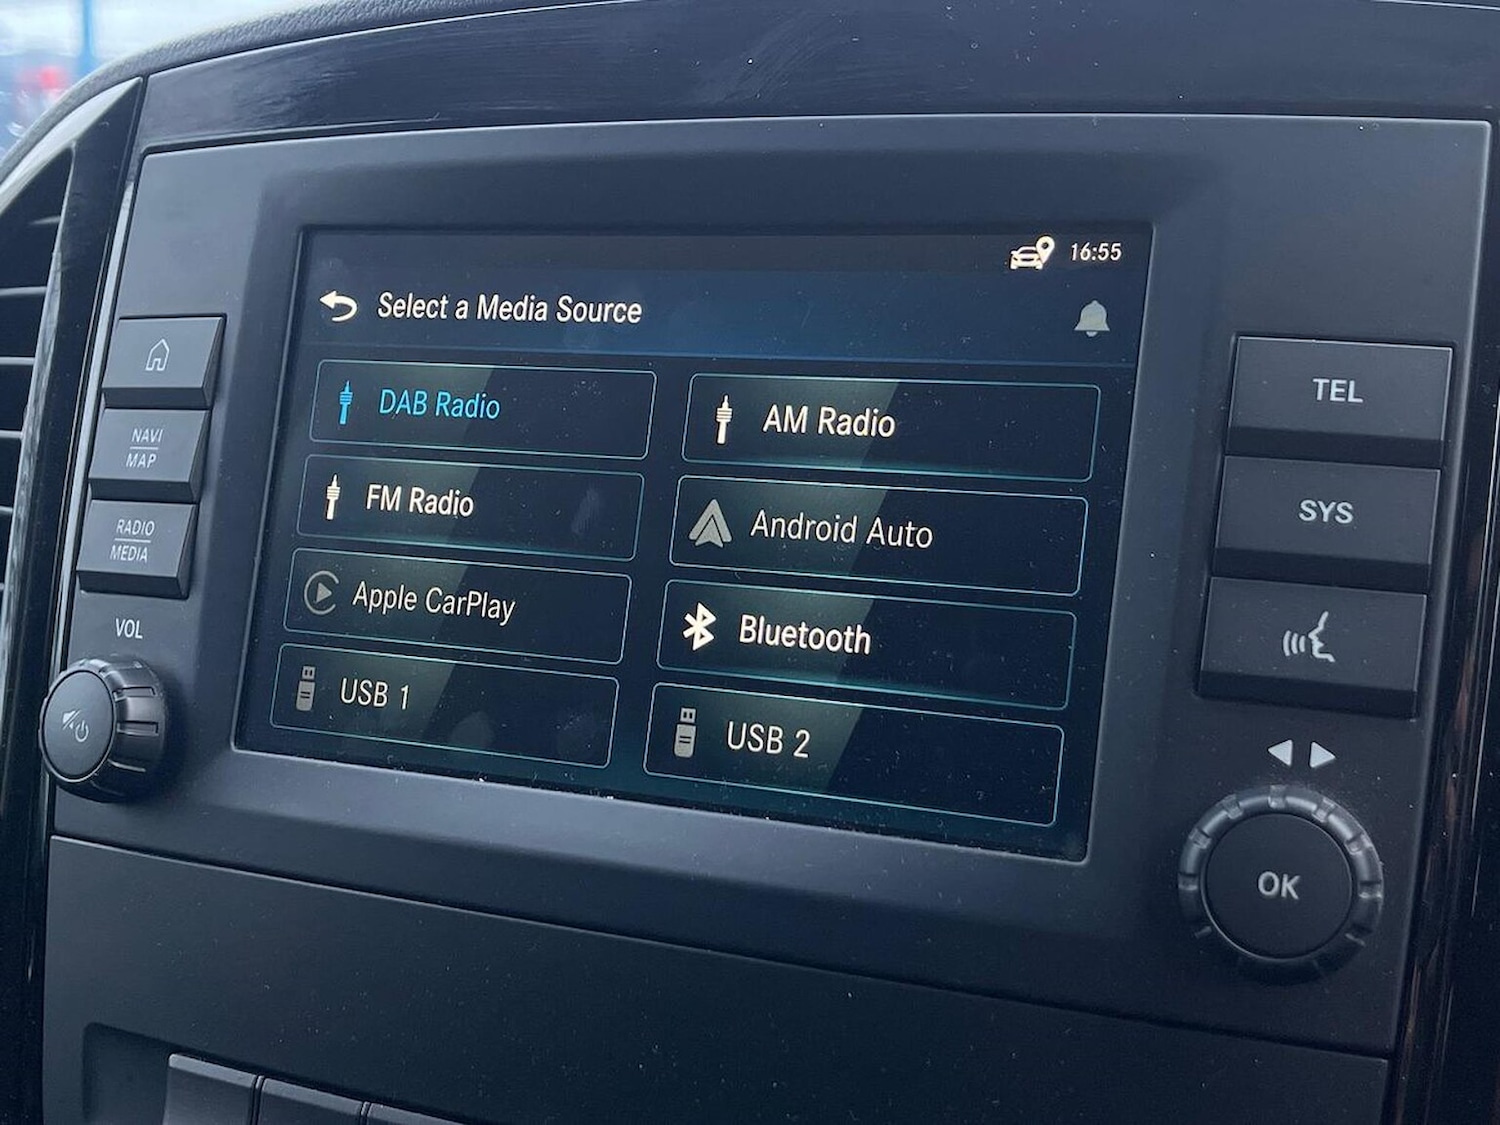 16:55
Select a Media Source
DAB Radio
AM Radio
FM Radio
Android Auto
Apple CarPlay
Bluetooth
USB 1
USB 2
NAVI
MAP
RADIO
MEDIA
VOL
TEL
SYS
OK